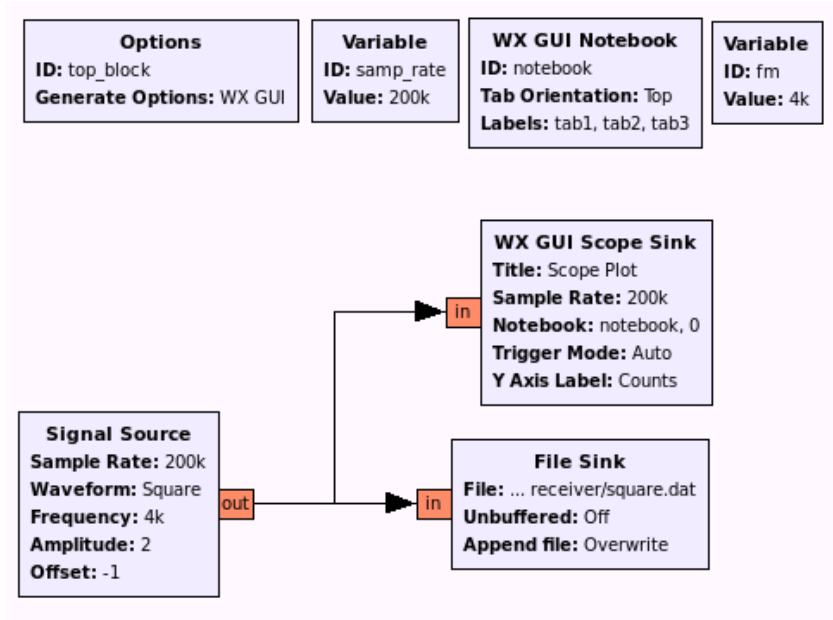 Options
ID: top_block
Generate Options: WX GUI
Variable
ID: samp_rate
Value: 200k
WX GUI Notebook
ID: notebook
Tab Orientation: Top
Labels: tab1, tab2, tab3
Variable
ID: fm
Value: 4k
WX GUI Scope Sink
Title: Scope Plot
Sample Rate: 200k
in
Notebook: notebook, 0
Trigger Mode: Auto
Y Axis Label: Counts
Signal Source
Sample Rate: 200k
Waveform: Square
out
Frequency: 4k
Amplitude: 2
Offset: -1
File Sink
File: ... receiver/square.dat
in
Unbuffered: Off
Append file: Overwrite